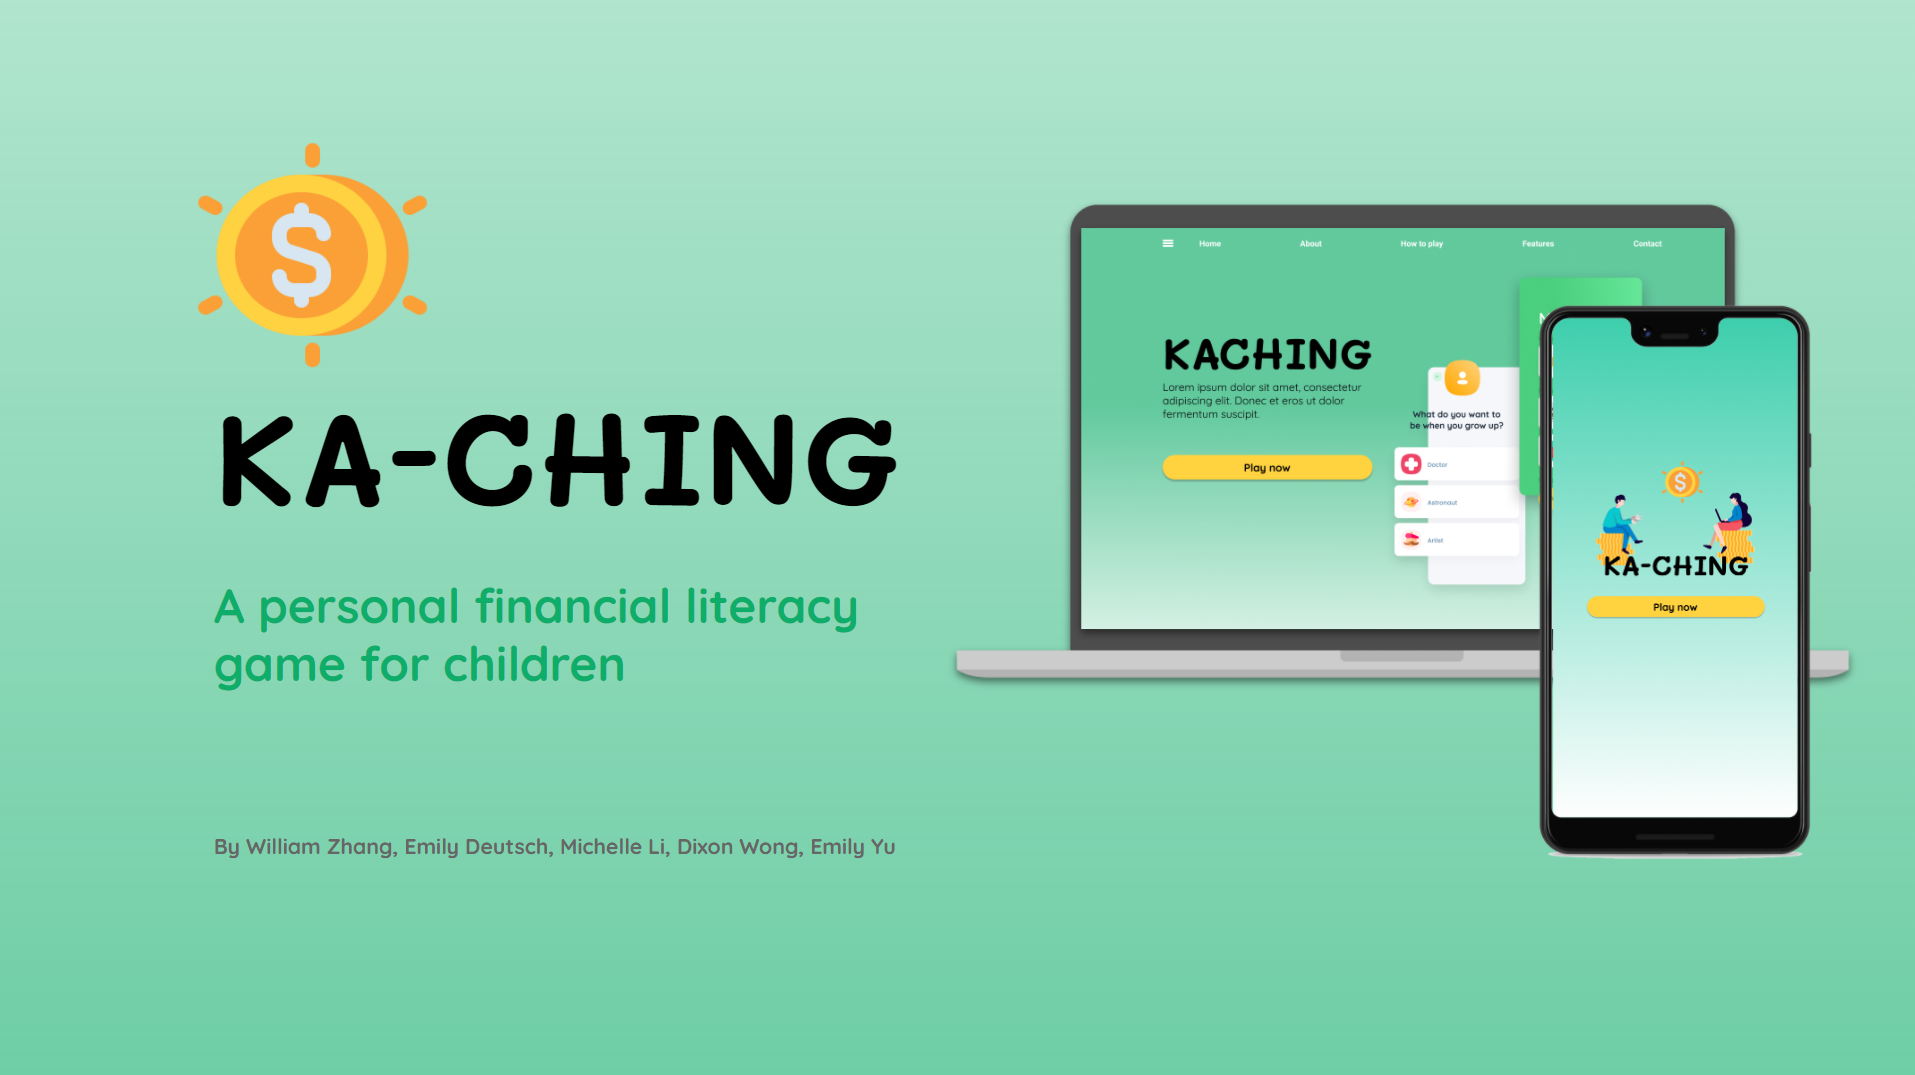 $
KA-CHING
A personal financial literacy
game for children
By William Zhang, Emily Deutsch, Michelle Li, Dixon Wong, Emily Yu
Home About How to play Features Contact
KACHING
Lorem ipsum dolor sit amet, consectetur
adipiscing elit. Donec et eros ut dolor
fermentum suscipit.
Play now
What do you want to
be when you grow up?
Doctor
Astronaut
Artist
$
KA-CHING
Play now